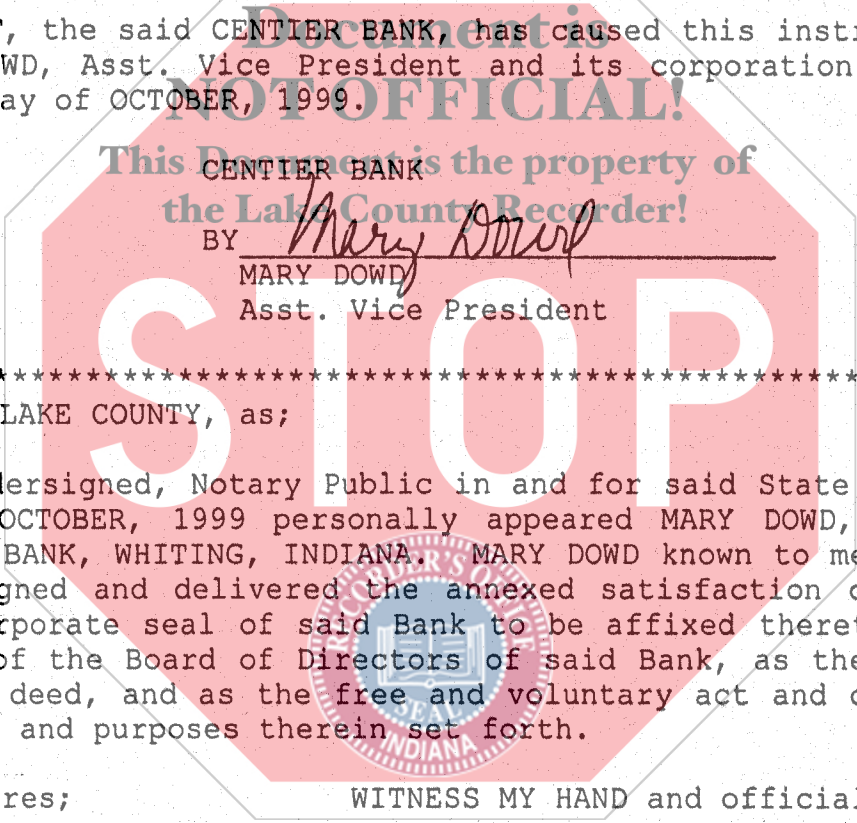 , the said CENTIER BANK, has caused this inst
WD, Asst. Vice President and its corporation
ay of OCTOBER, 1999.
Document is
NOT OFFICIAL!
This Document is the property of
the Lake County Recorder!
CENTIER BANK
BY Mary Dowd
MARY DOWD
Asst. Vice President
STOP
*************************************************
LAKE COUNTY, as;
dersigned, Notary Public in and for said State
OCTOBER, 1999 personally appeared MARY DOWD,
BANK, WHITING, INDIANA. MARY DOWD known to me
gned and delivered the annexed satisfaction
rporate seal of said Bank to be affixed theret
of the Board of Directors of said Bank, as the
deed, and as the free and voluntary act and
and purposes therein set forth.
RECORDER'S OFFICE
SEAL
INDIANA
res; WITNESS MY HAND and official